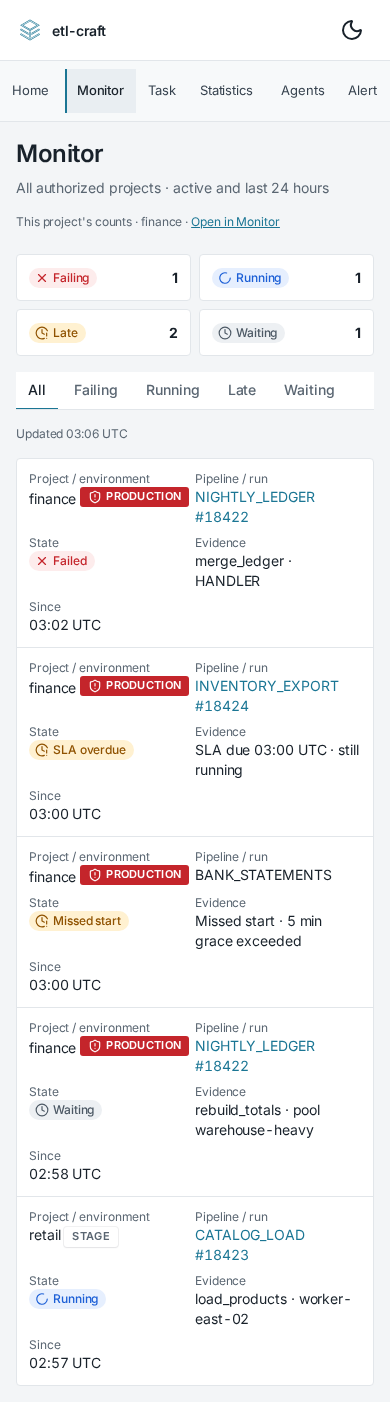 etl-craft
Home Monitor Task Statistics Agents Alert
Monitor
All authorized projects · active and last 24 hours
This project's counts · finance · Open in Monitor
Failing 1 Running 1
Late 2 Waiting 1
All Failing Running Late Waiting
Updated 03:06 UTC
Project / environment
finance PRODUCTION
Pipeline / run
NIGHTLY_LEDGER
#18422
State
Failed
Evidence
merge_ledger ·
HANDLER
Since
03:02 UTC
Project / environment
finance PRODUCTION
Pipeline / run
INVENTORY_EXPORT
#18424
State
SLA overdue
Evidence
SLA due 03:00 UTC · still
running
Since
03:00 UTC
Project / environment
finance PRODUCTION
Pipeline / run
BANK_STATEMENTS
State
Missed start
Evidence
Missed start · 5 min
grace exceeded
Since
03:00 UTC
Project / environment
finance PRODUCTION
Pipeline / run
NIGHTLY_LEDGER
#18422
State
Waiting
Evidence
rebuild_totals · pool
warehouse-heavy
Since
02:58 UTC
Project / environment
retail STAGE
Pipeline / run
CATALOG_LOAD
#18423
State
Running
Evidence
load_products · worker-
east-02
Since
02:57 UTC